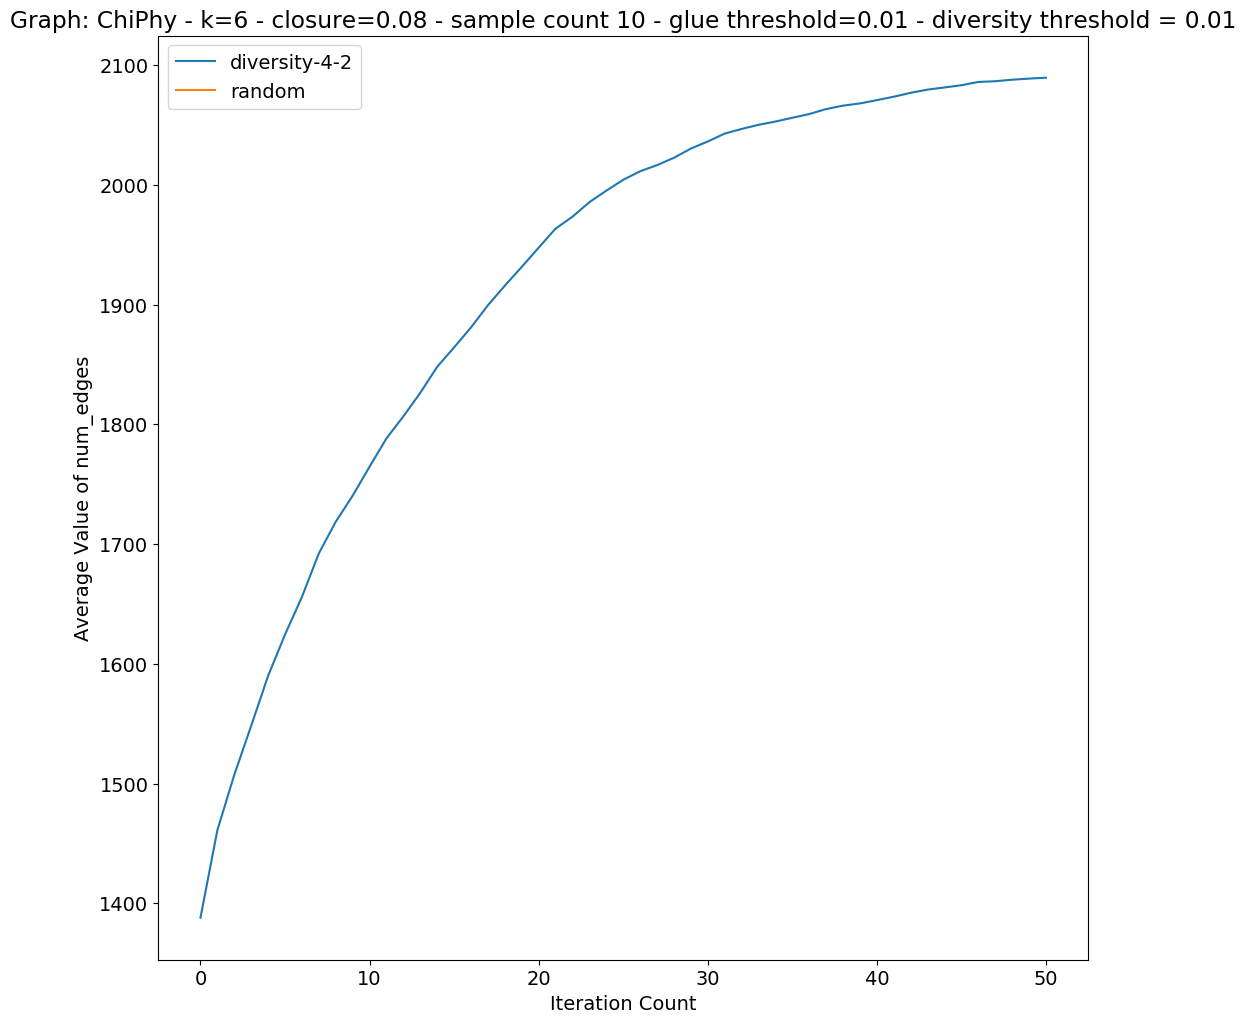 Graph: ChiPhy - k=6 - closure=0.08 - sample count 10 - glue threshold=0.01 - diversity threshold = 0.01
diversity-4-2
random
2100
2000
1900
1800
1700
1600
1500
1400
Average Value of num_edges
0 10 20 30 40 50
Iteration Count